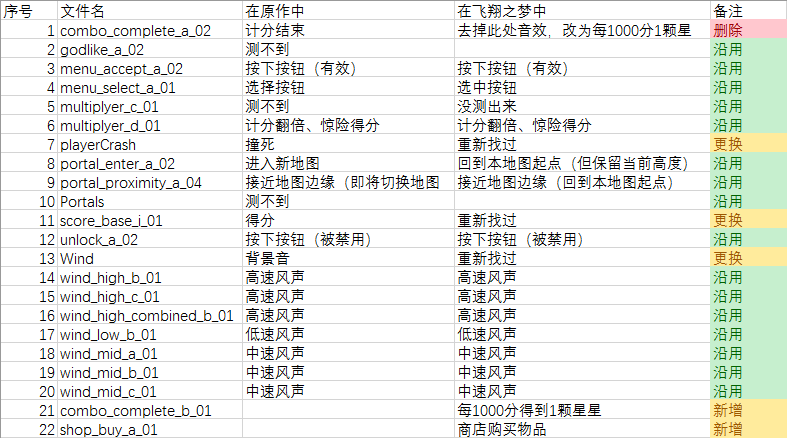 序号 文件名 在原作中 在飞翔之梦中 备注
1 combo_complete_a_02 计分结束 去掉此处音效，改为每1000分1颗星 删除
2 godlike_a_02 测不到 沿用
3 menu_accept_a_02 按下按钮（有效） 按下按钮（有效） 沿用
4 menu_select_a_01 选择按钮 选中按钮 沿用
5 multiplyer_c_01 测不到 没测出来 沿用
6 multiplyer_d_01 计分翻倍、惊险得分 计分翻倍、惊险得分 沿用
7 playerCrash 撞死 重新找过 更换
8 portal_enter_a_02 进入新地图 回到本地图起点（但保留当前高度） 沿用
9 portal_proximity_a_04 接近地图边缘（即将切换地图 接近地图边缘（回到本地图起点） 沿用
10 Portals 测不到 沿用
11 score_base_i_01 得分 重新找过 更换
12 unlock_a_02 按下按钮（被禁用） 按下按钮（被禁用） 沿用
13 Wind 背景音 重新找过 更换
14 wind_high_b_01 高速风声 高速风声 沿用
15 wind_high_c_01 高速风声 高速风声 沿用
16 wind_high_combined_b_01 高速风声 高速风声 沿用
17 wind_low_b_01 低速风声 低速风声 沿用
18 wind_mid_a_01 中速风声 中速风声 沿用
19 wind_mid_b_01 中速风声 中速风声 沿用
20 wind_mid_c_01 中速风声 中速风声 沿用
21 combo_complete_b_01 每1000分得到1颗星星 新增
22 shop_buy_a_01 商店购买物品 新增